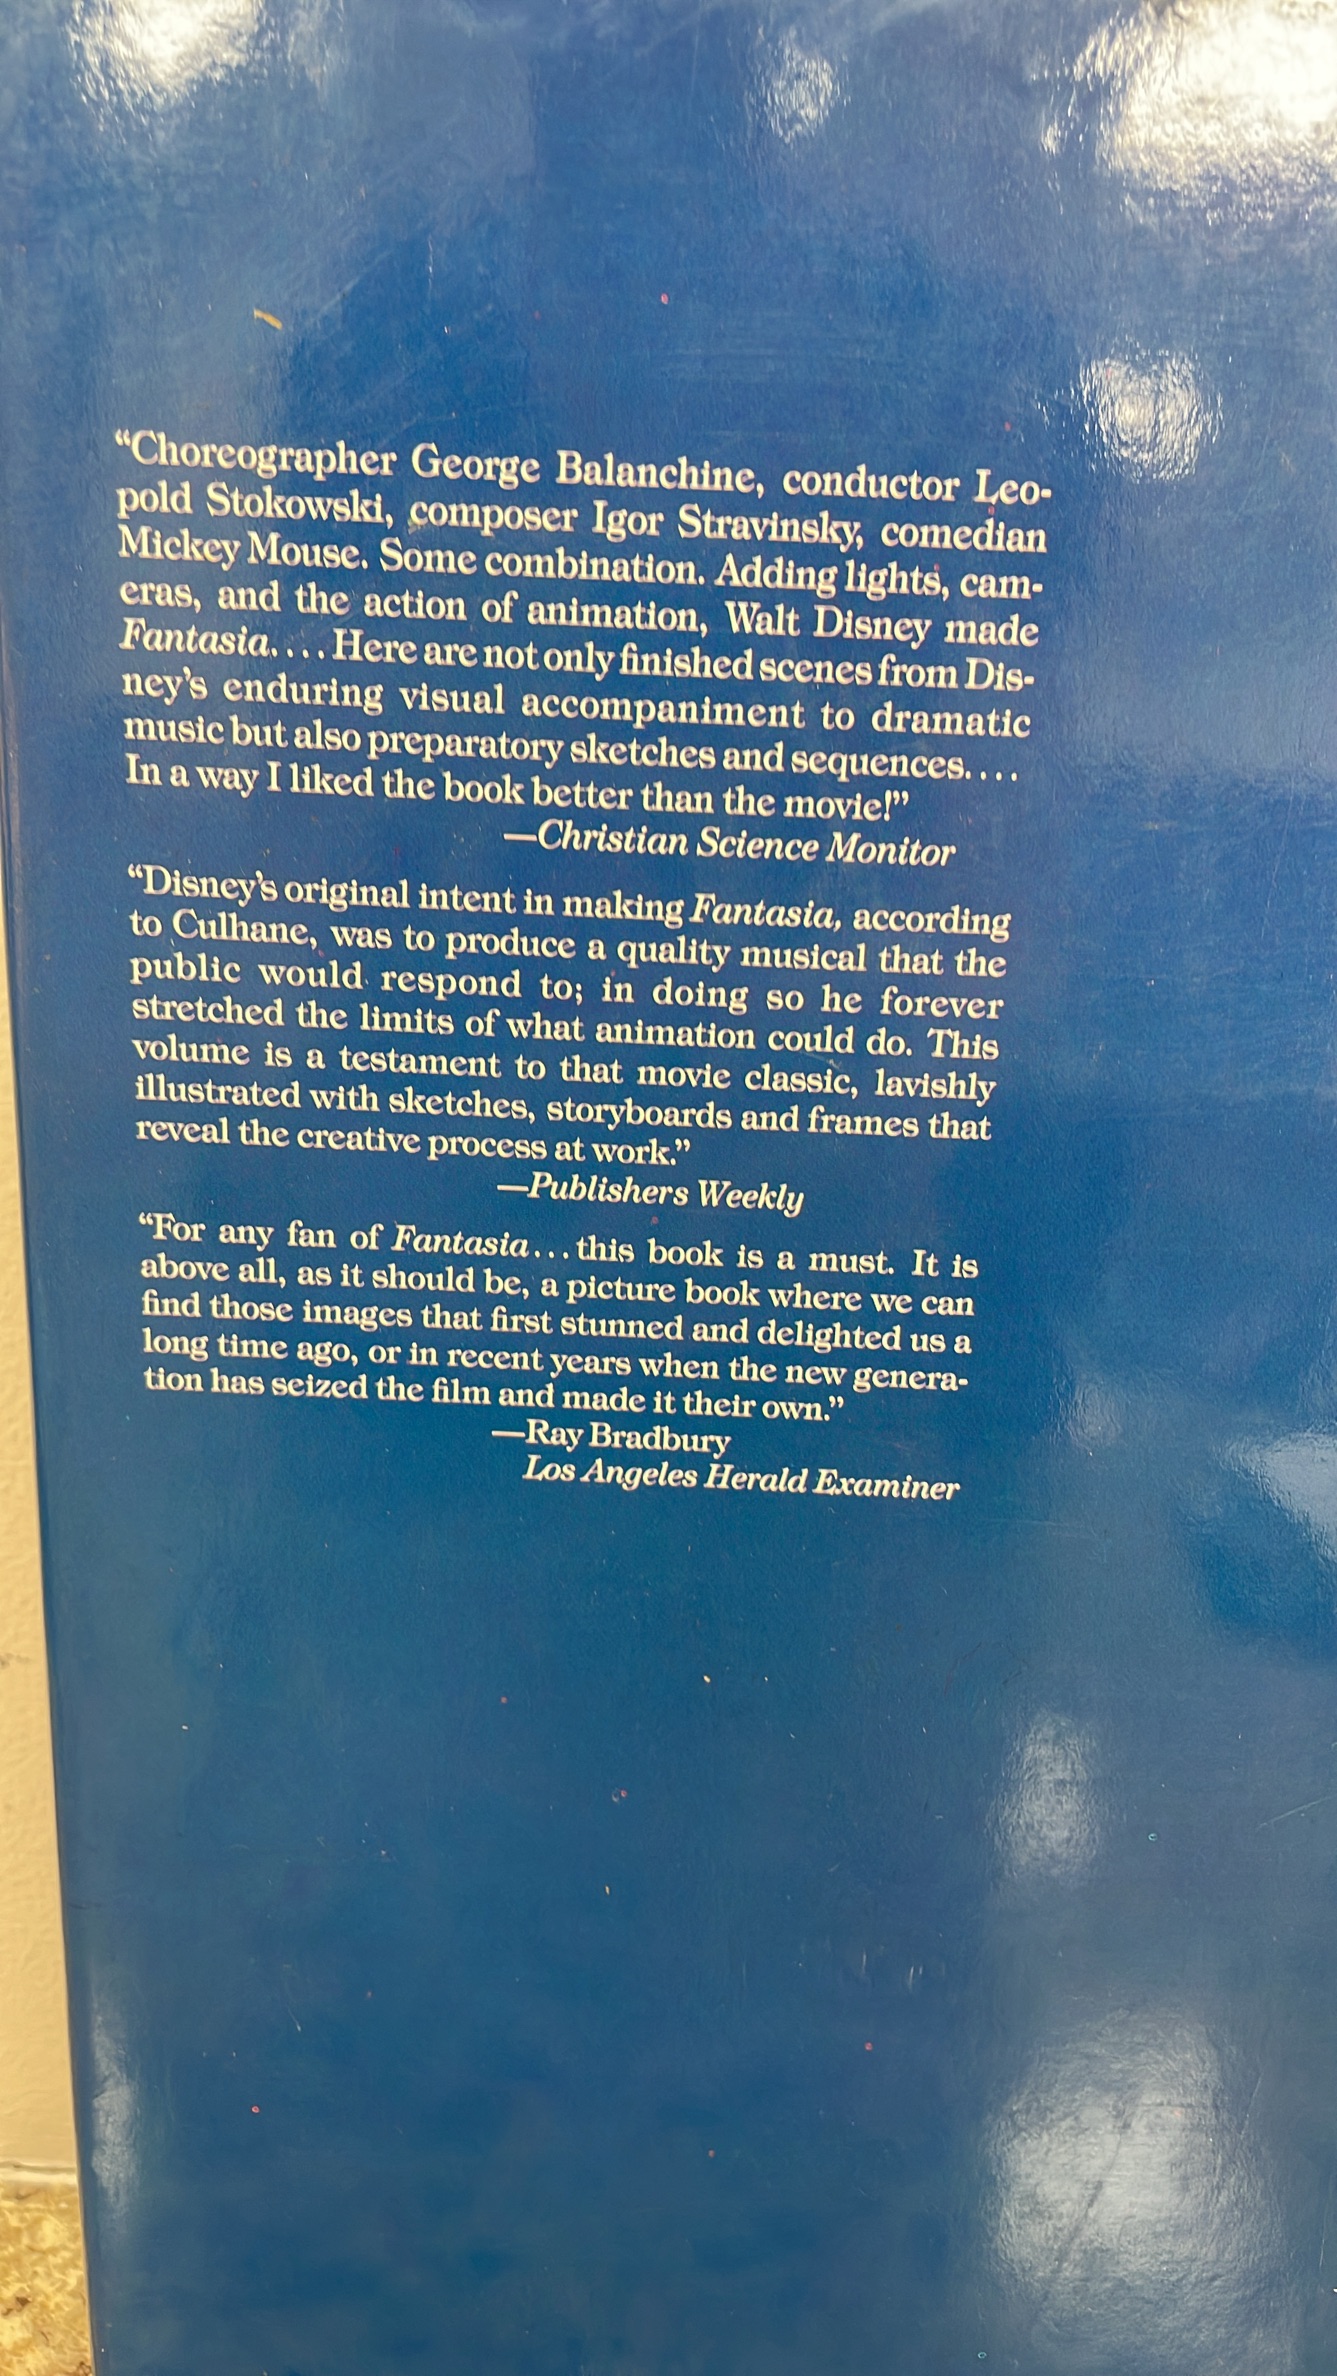 “Choreographer George Balanchine, conductor Leo-
pold Stokowski, composer Igor Stravinsky, comedian
Mickey Mouse. Some combination. Adding lights, cam-
eras, and the action of animation, Walt Disney made
Fantasia. . . . Here are not only finished scenes from Dis-
ney’s enduring visual accompaniment to dramatic
music but also preparatory sketches and sequences. . . .
In a way I liked the book better than the movie!”
—Christian Science Monitor
“Disney’s original intent in making Fantasia, according
to Culhane, was to produce a quality musical that the
public would respond to; in doing so he forever
stretched the limits of what animation could do. This
volume is a testament to that movie classic, lavishly
illustrated with sketches, storyboards and frames that
reveal the creative process at work.”
—Publishers Weekly
“For any fan of Fantasia . . . this book is a must. It is
above all, as it should be, a picture book where we can
find those images that first stunned and delighted us a
long time ago, or in recent years when the new genera-
tion has seized the film and made it their own.”
—Ray Bradbury
Los Angeles Herald Examiner